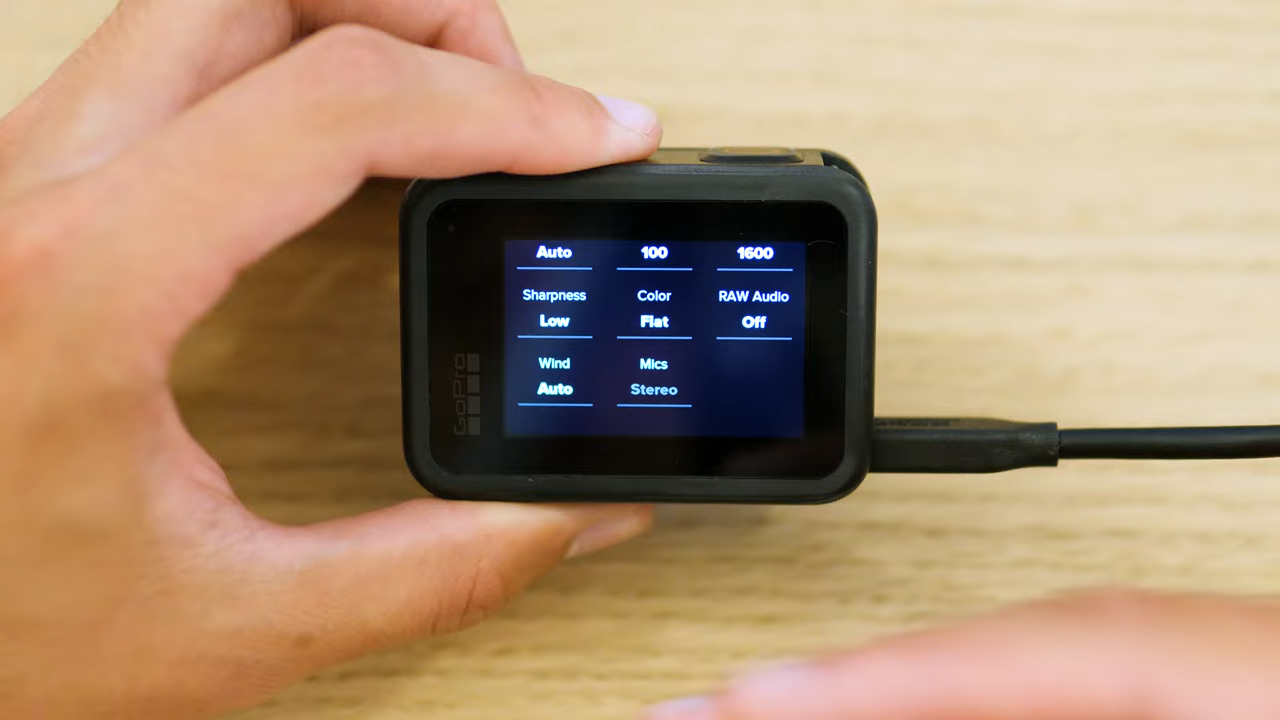 Auto 100 1600
Sharpness Color RAW Audio
Low Flat Off
Wind Mics
Auto Stereo
GoPro